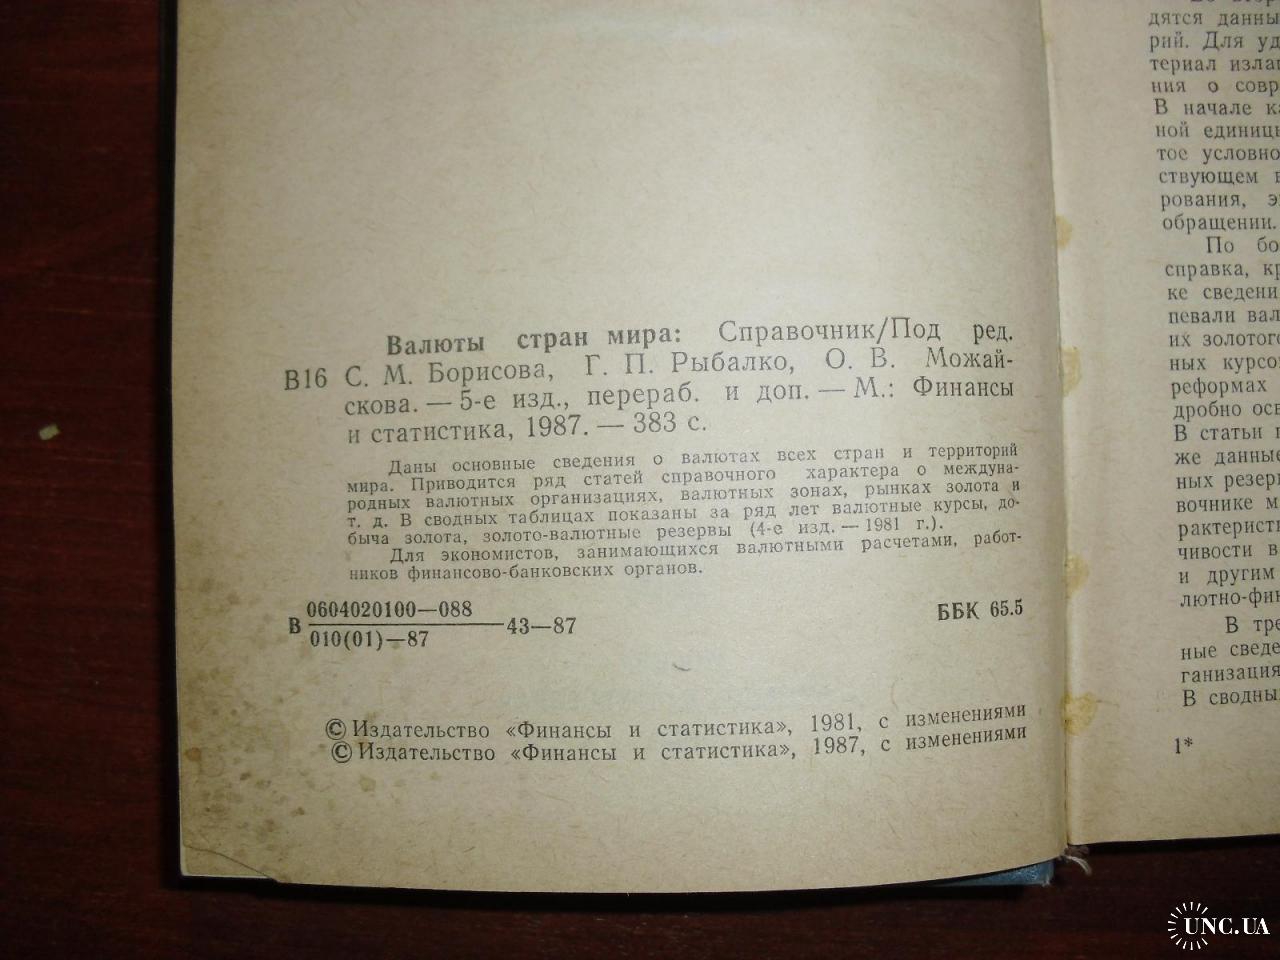 Валюты стран мира: Справочник/Под ред.
В16 С. М. Борисова, Г. П. Рыбалко, О. В. Можай-
скова. — 5-е изд., перераб. и доп. — М.: Финансы
и статистика, 1987. — 383 с.
Даны основные сведения о валютах всех стран и территорий
мира. Приводится ряд статей справочного характера о междуна-
родных валютных организациях, валютных зонах, рынках золота и
т. д. В сводных таблицах показаны за ряд лет валютные курсы, до-
быча золота, золото-валютные резервы (4-е изд. — 1981 г.).
Для экономистов, занимающихся валютными расчетами, работ-
ников финансово-банковских органов.
В 0604020100—088
010(01)—87 43—87
ББК 65.5
© Издательство «Финансы и статистика», 1981, с изменениями
© Издательство «Финансы и статистика», 1987, с изменениями
дятся данны
рий. Для уд
териал изла
ния о совр
В начале ка
ной единиц
тое условно
ствующем в
рования, э
обращении.
По бо
справка, кр
ке сведени
певали вал
их золотог
ных курсо
реформах
дробно осв
В статьи п
же данные
ных резер
вочнике м
рактерист
чивости в
и другим
лютно-фин
В тре
ные сведе
ганизация
В сводны
1*
UNC.UA